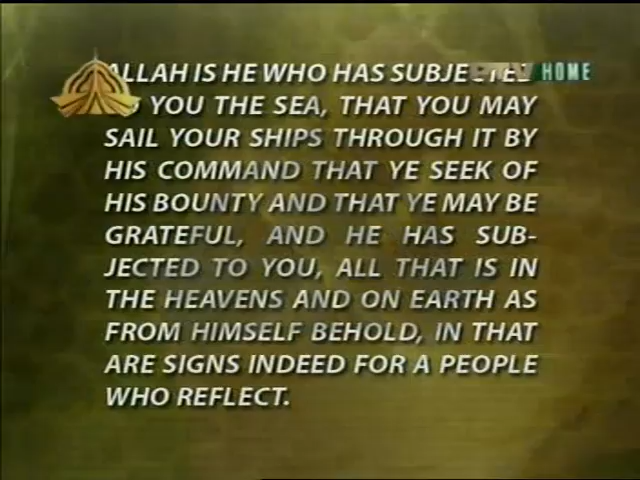 ALLAH IS HE WHO HAS SUBJECTED
YOU THE SEA, THAT YOU MAY
SAIL YOUR SHIPS THROUGH IT BY
HIS COMMAND THAT YE SEEK OF
HIS BOUNTY AND THAT YE MAY BE
GRATEFUL, AND HE HAS SUB-
JECTED TO YOU, ALL THAT IS IN
THE HEAVENS AND ON EARTH AS
FROM HIMSELF BEHOLD, IN THAT
ARE SIGNS INDEED FOR A PEOPLE
WHO REFLECT.
HOME